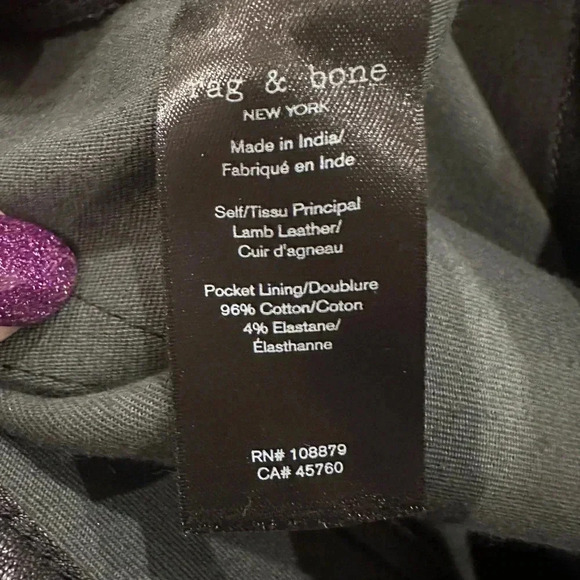 rag & bone
NEW YORK
Made in India/
Fabriqué en Inde
Self/Tissu Principal
Lamb Leather/
Cuir d'agneau
Pocket Lining/Doublure
96% Cotton/Coton
4% Elastane/
Élasthanne
RN# 108879
CA# 45760